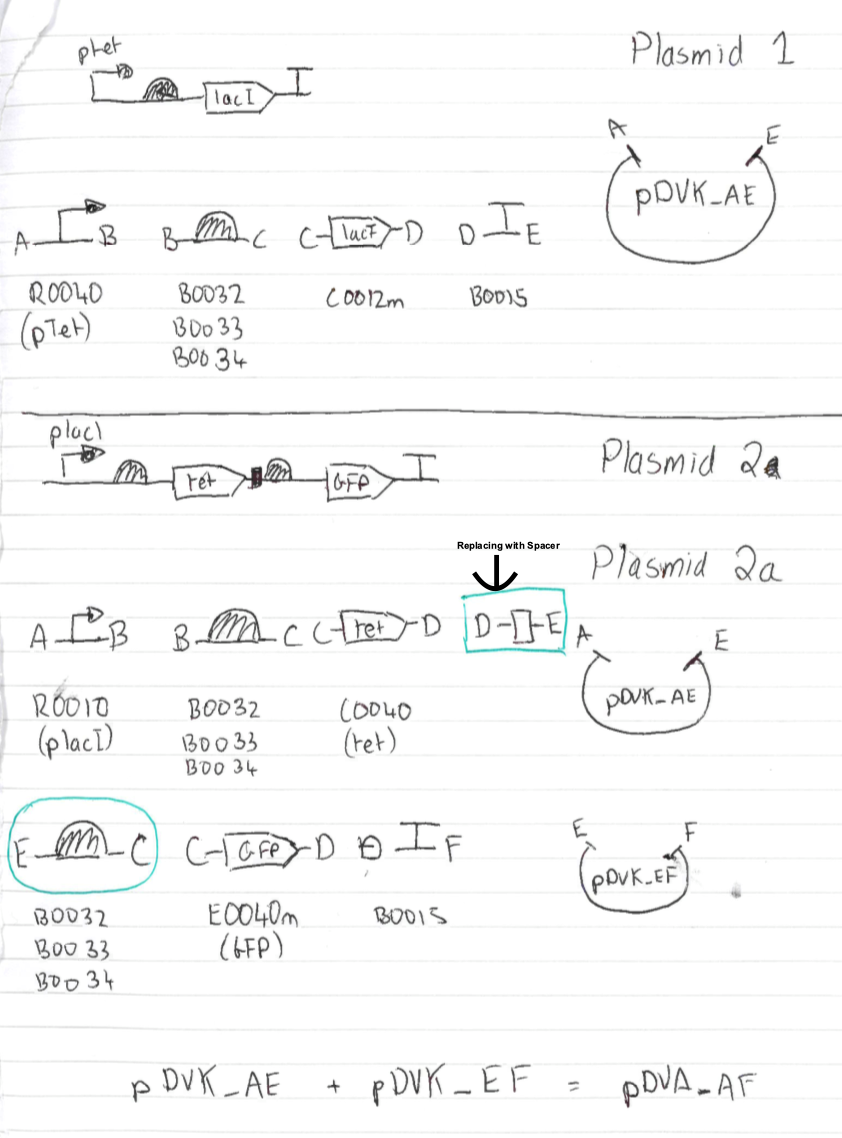 ptet
Plasmid 1
lacI
A E
pDVK_AE
A B B C C lacI D D E
R0040 B0032 C0012m B0015
(pTet) B0033
B0034
placI
Plasmid 2a
tet GFP
Replacing with Spacer
Plasmid 2a
A B B C C tet D D E A E
pDVK_AE
R0010 B0032 C0040
(placI) B0033 (tet)
B0034
E C C GFP D D F E F
pDVK_EF
B0032 E0040m B0015
B0033 (GFP)
B0034
pDVK_AE + pDVK_EF = pDVA_AF